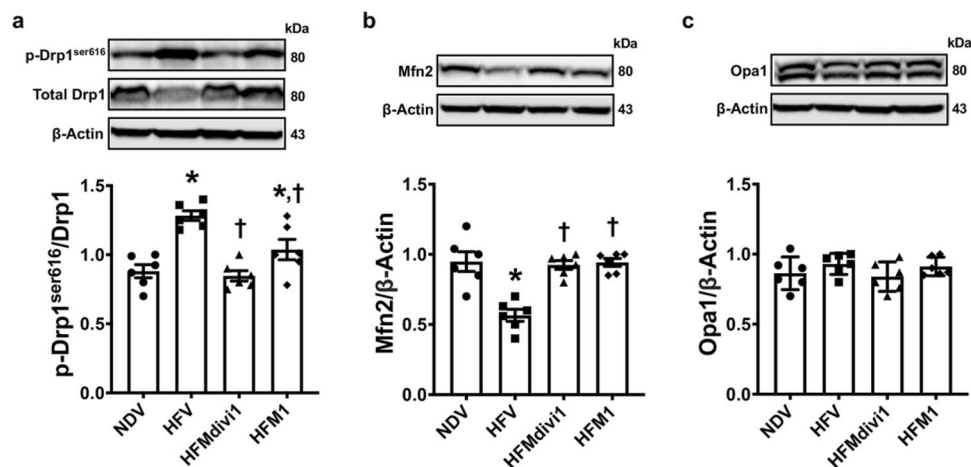 a
kDa
p-Drp1ser616 80
Total Drp1 80
β-Actin 43
p-Drp1ser616/Drp1
1.5
1.0
0.5
0.0
*
†
*,†
NDV
HFV
HFMdivi1
HFM1
b
kDa
Mfn2 80
β-Actin 43
Mfn2/β-Actin
1.5
1.0
0.5
0.0
*
†
†
NDV
HFV
HFMdivi1
HFM1
c
kDa
Opa1 80
β-Actin 43
Opa1/β-Actin
1.5
1.0
0.5
0.0
NDV
HFV
HFMdivi1
HFM1